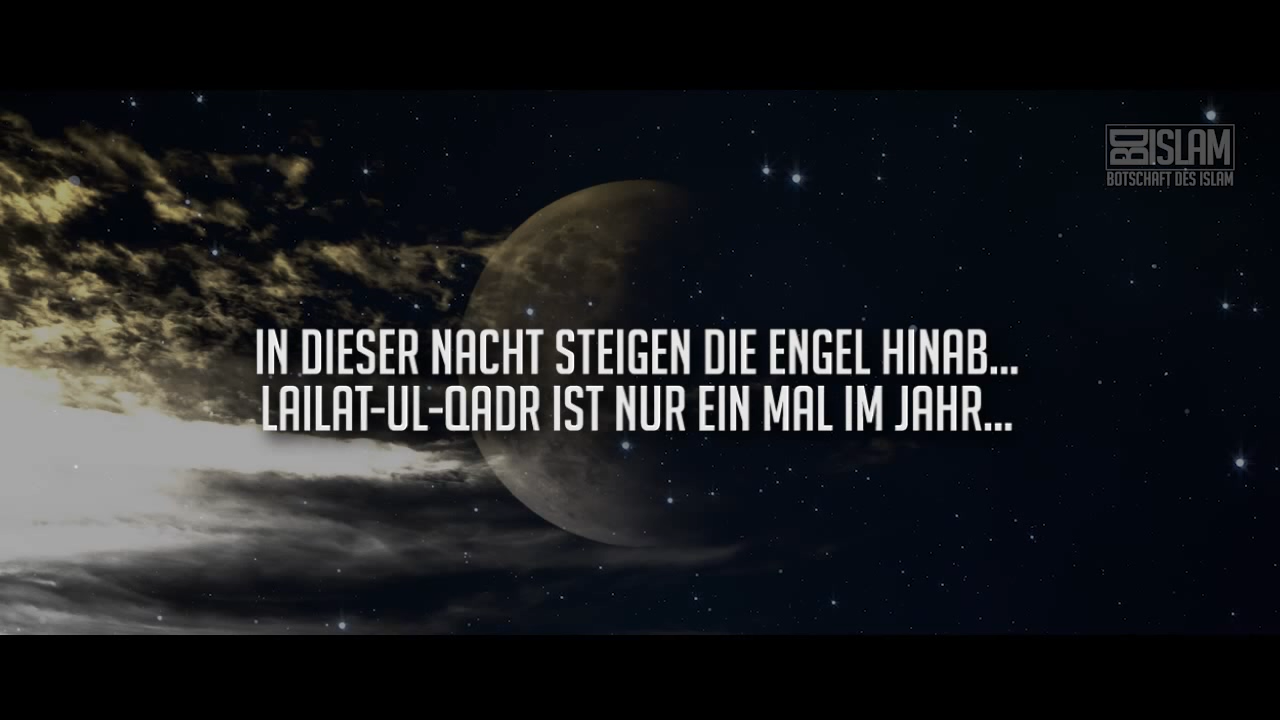 BDISLAM
BOTSCHAFT DES ISLAM
IN DIESER NACHT STEIGEN DIE ENGEL HINAB...
LAILAT-UL-QADR IST NUR EIN MAL IM JAHR...